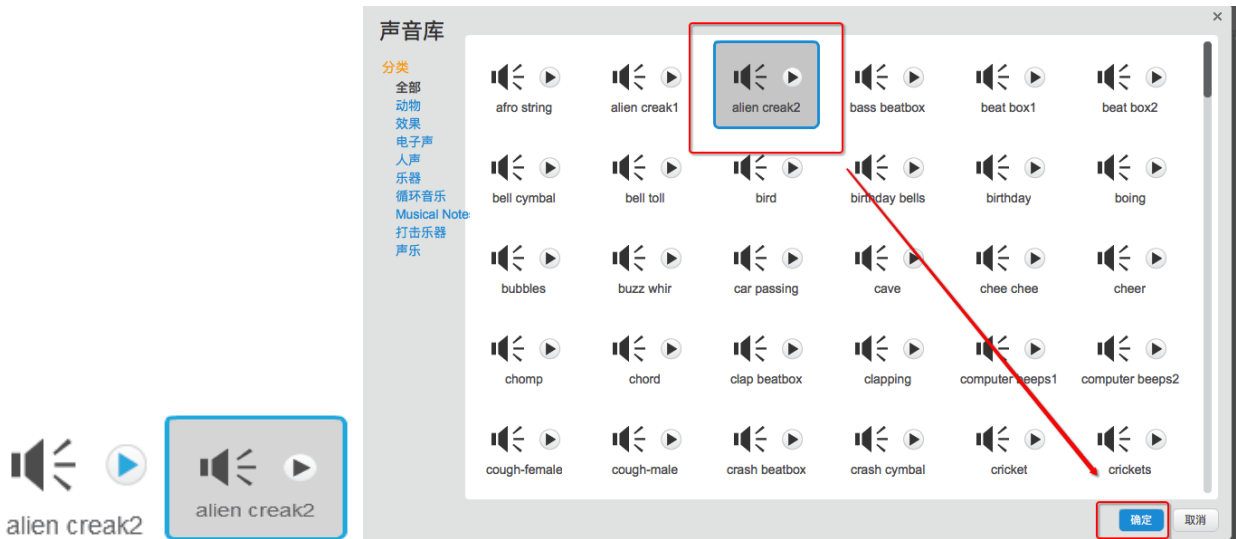 alien creak2
alien creak2
声音库
分类
全部
动物
效果
电子声
人声
乐器
循环音乐
Musical Note
打击乐器
声乐
afro string
alien creak1
alien creak2
bass beatbox
beat box1
beat box2
bell cymbal
bell toll
bird
birthday bells
birthday
boing
bubbles
buzz whir
car passing
cave
chee chee
cheer
chomp
chord
clap beatbox
clapping
computer beeps1
computer beeps2
cough-female
cough-male
crash beatbox
crash cymbal
cricket
crickets
确定
取消